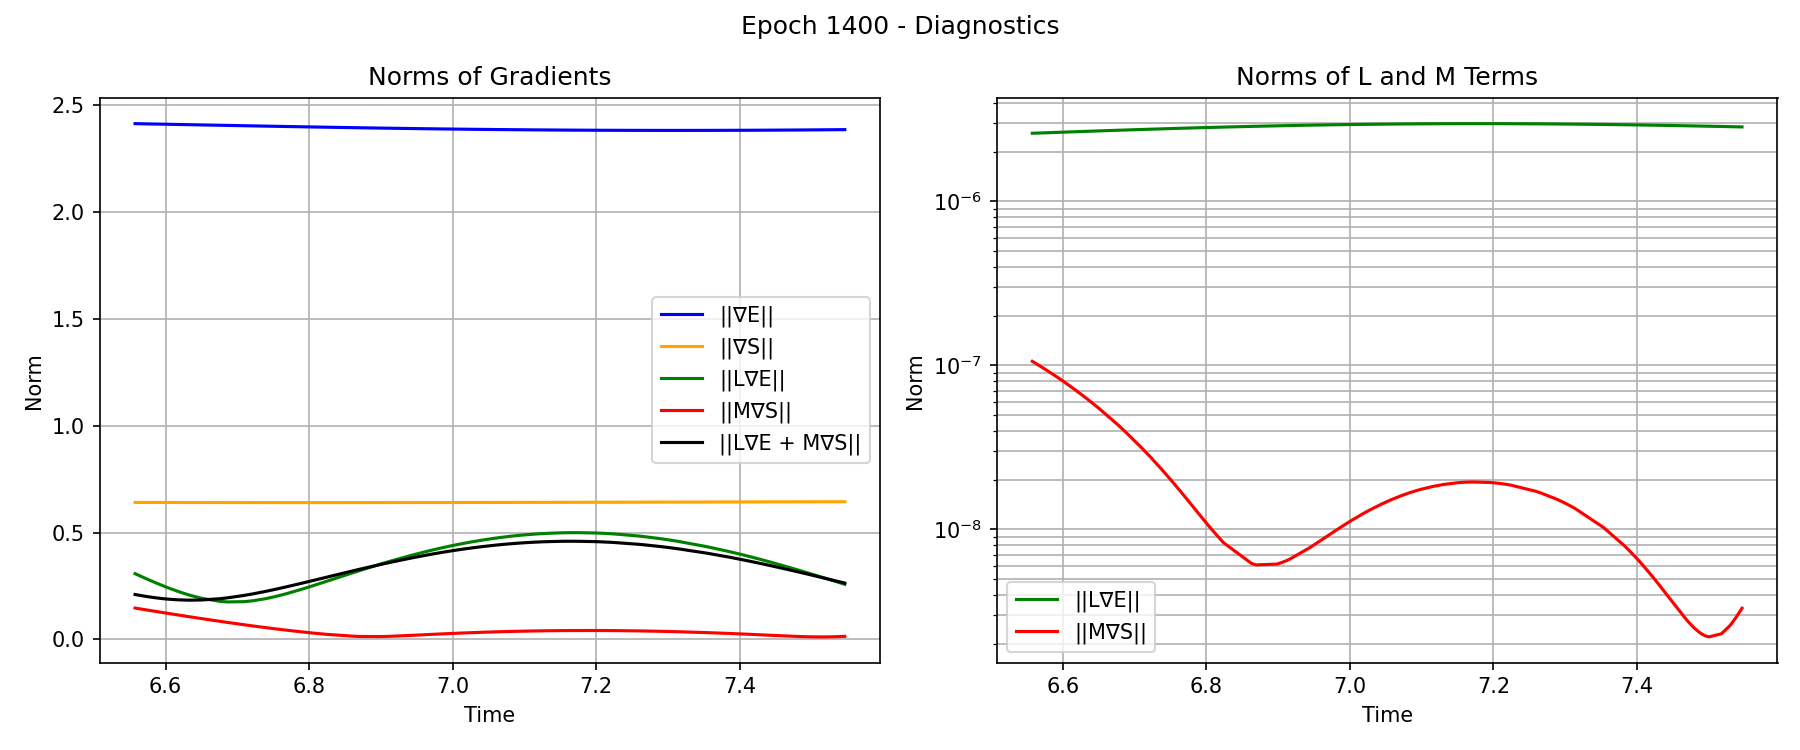 Epoch 1400 - Diagnostics
Norms of Gradients
Norm
2.5
2.0
1.5
1.0
0.5
0.0
||∇E||
||∇S||
||L∇E||
||M∇S||
||L∇E + M∇S||
6.6 6.8 7.0 7.2 7.4
Time
Norms of L and M Terms
Norm
10⁻⁶
10⁻⁷
10⁻⁸
||L∇E||
||M∇S||
6.6 6.8 7.0 7.2 7.4
Time